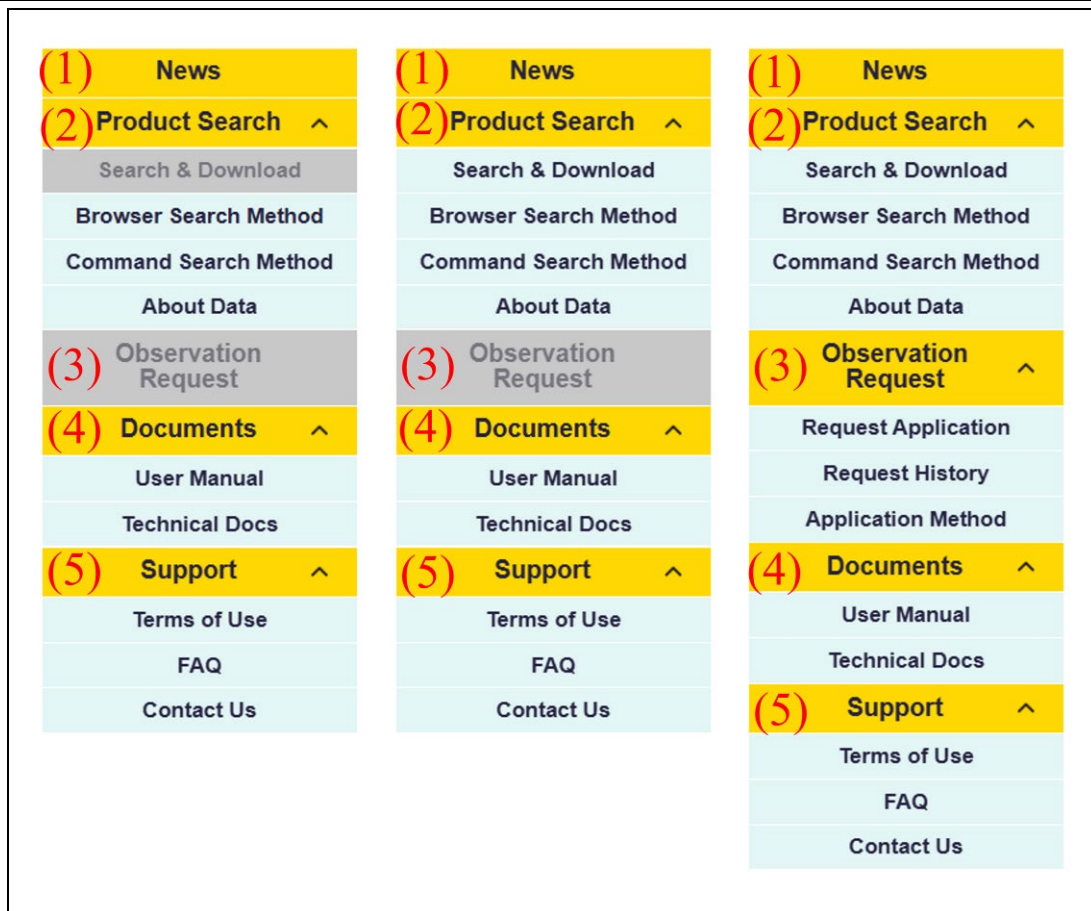 (1) News
(2) Product Search
Search & Download
Browser Search Method
Command Search Method
About Data
(3) Observation
Request
(4) Documents
User Manual
Technical Docs
(5) Support
Terms of Use
FAQ
Contact Us
(1) News
(2) Product Search
Search & Download
Browser Search Method
Command Search Method
About Data
(3) Observation
Request
(4) Documents
User Manual
Technical Docs
(5) Support
Terms of Use
FAQ
Contact Us
(1) News
(2) Product Search
Search & Download
Browser Search Method
Command Search Method
About Data
(3) Observation
Request
Request Application
Request History
Application Method
(4) Documents
User Manual
Technical Docs
(5) Support
Terms of Use
FAQ
Contact Us